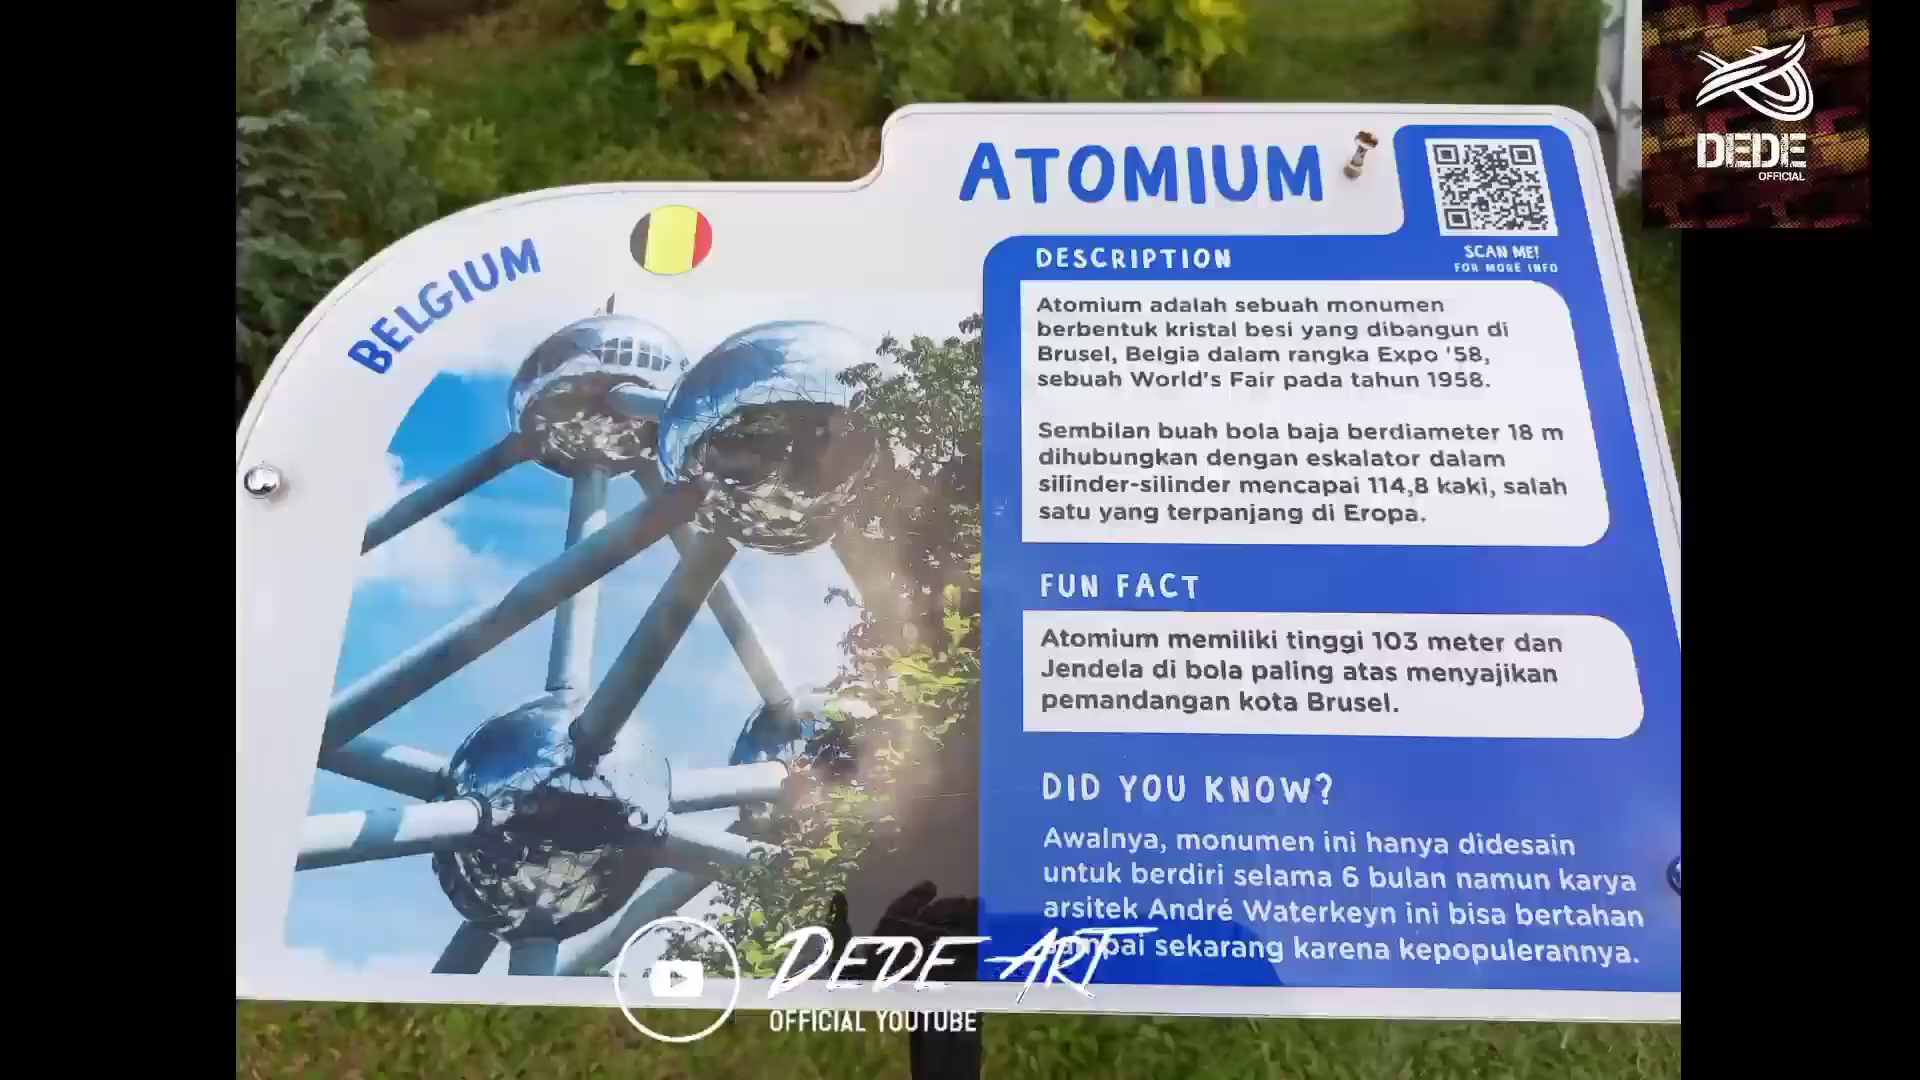 BELGIUM
ATOMIUM
SCAN ME!
FOR MORE INFO
DESCRIPTION
Atomium adalah sebuah monumen
berbentuk kristal besi yang dibangun di
Brusel, Belgia dalam rangka Expo '58,
sebuah World's Fair pada tahun 1958.
Sembilan buah bola baja berdiameter 18 m
dihubungkan dengan eskalator dalam
silinder-silinder mencapai 114,8 kaki, salah
satu yang terpanjang di Eropa.
FUN FACT
Atomium memiliki tinggi 103 meter dan
Jendela di bola paling atas menyajikan
pemandangan kota Brusel.
DID YOU KNOW?
Awalnya, monumen ini hanya didesain
untuk berdiri selama 6 bulan namun karya
arsitek André Waterkeyn ini bisa bertahan
sampai sekarang karena kepopulerannya.
DEDE
OFFICIAL
DEDE ART
OFFICIAL YOUTUBE